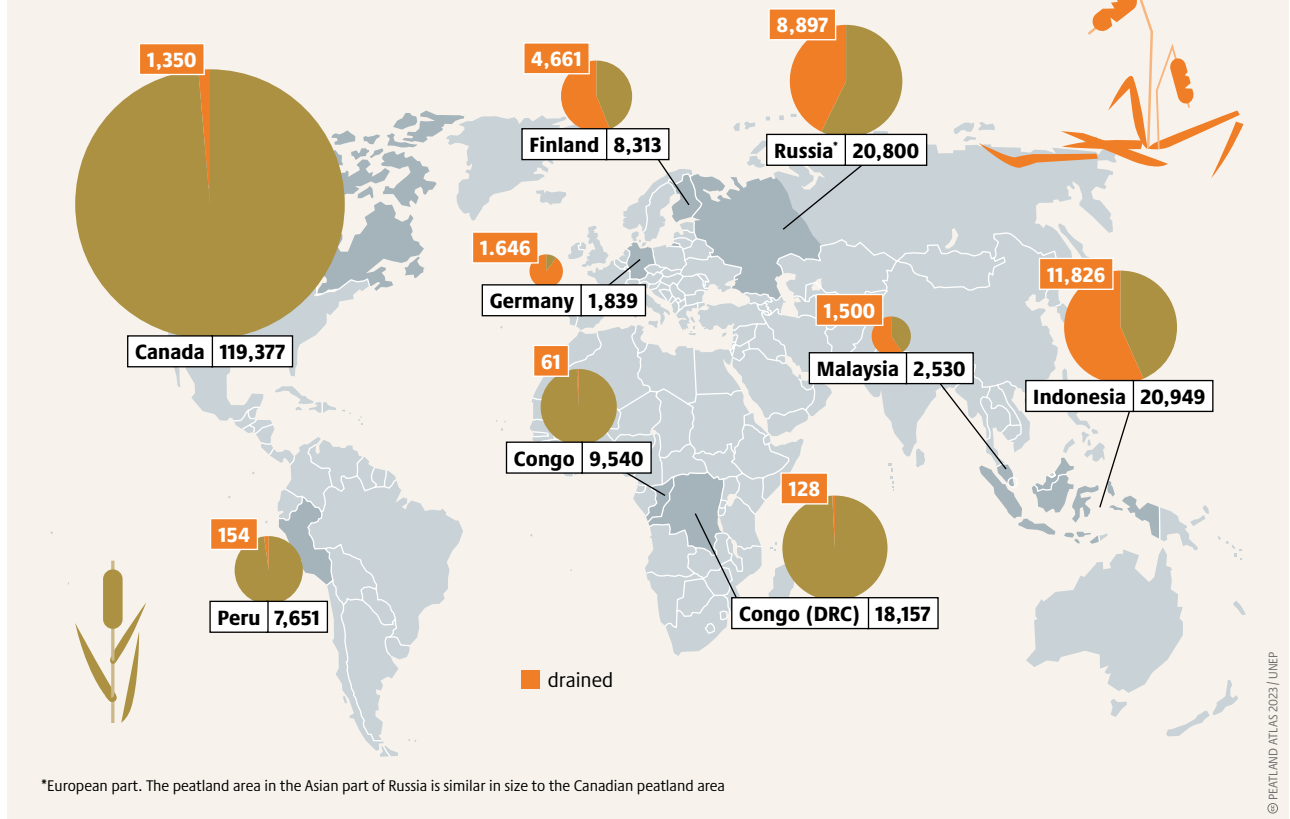 8,897
1,350
4,661
Finland 8,313
Russia* 20,800
1.646
11,826
Germany 1,839
1,500
Canada 119,377
61
Malaysia 2,530
Indonesia 20,949
Congo 9,540
128
154
Peru 7,651
Congo (DRC) 18,157
drained
*European part. The peatland area in the Asian part of Russia is similar in size to the Canadian peatland area
cc PEATLAND ATLAS 2023 / UNEP